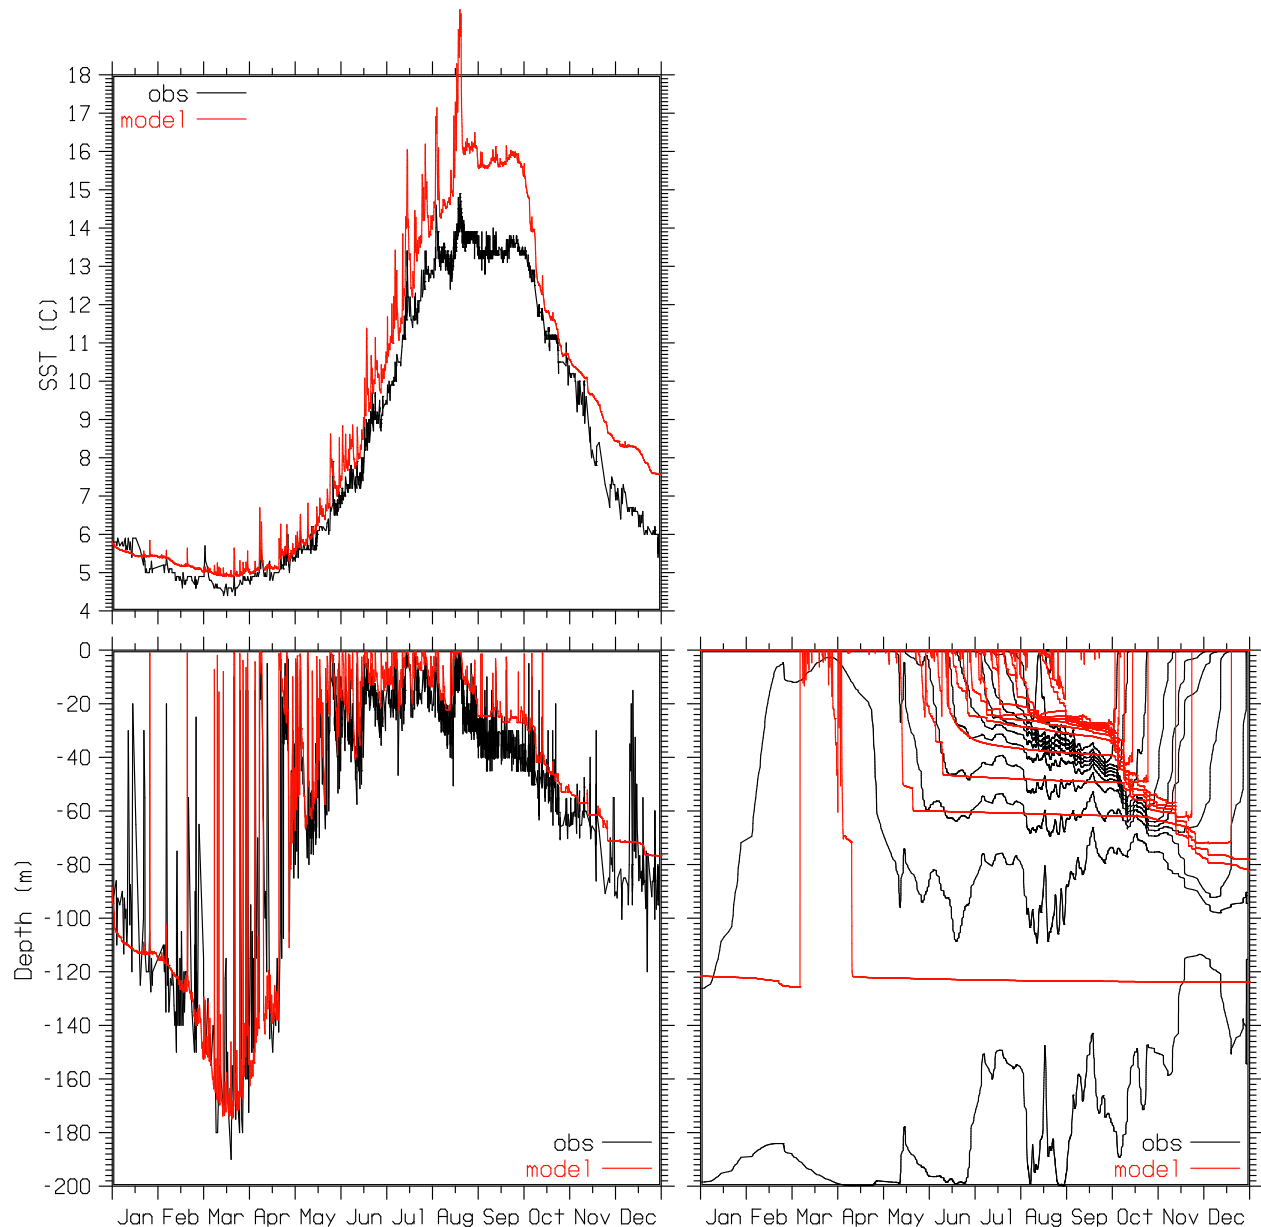 18
obs
17
model
16
15
14
13
12
SST (C)
11
10
9
8
7
6
5
4
0
-20
-40
-60
-80
-100
Depth (m)
-120
-140
-160
-180
obs
obs
model
model
-200
Jan Feb Mar Apr May Jun Jul Aug Sep Oct Nov Dec
Jan Feb Mar Apr May Jun Jul Aug Sep Oct Nov Dec